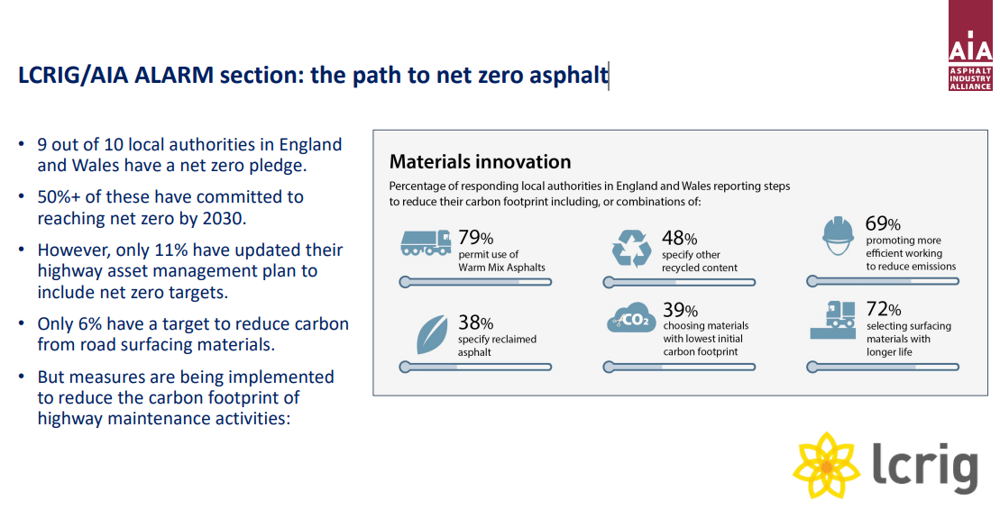 LCRIG/AIA ALARM section: the path to net zero asphalt
AIA
ASPHALT
INDUSTRY
ALLIANCE
• 9 out of 10 local authorities in England
and Wales have a net zero pledge.
• 50%+ of these have committed to
reaching net zero by 2030.
• However, only 11% have updated their
highway asset management plan to
include net zero targets.
• Only 6% have a target to reduce carbon
from road surfacing materials.
• But measures are being implemented
to reduce the carbon footprint of
highway maintenance activities:
Materials innovation
Percentage of responding local authorities in England and Wales reporting steps
to reduce their carbon footprint including, or combinations of:
79%
permit use of
Warm Mix Asphalts
48%
specify other
recycled content
69%
promoting more
efficient working
to reduce emissions
38%
specify reclaimed
asphalt
CO₂
39%
choosing materials
with lowest initial
carbon footprint
72%
selecting surfacing
materials with
longer life
lcrig